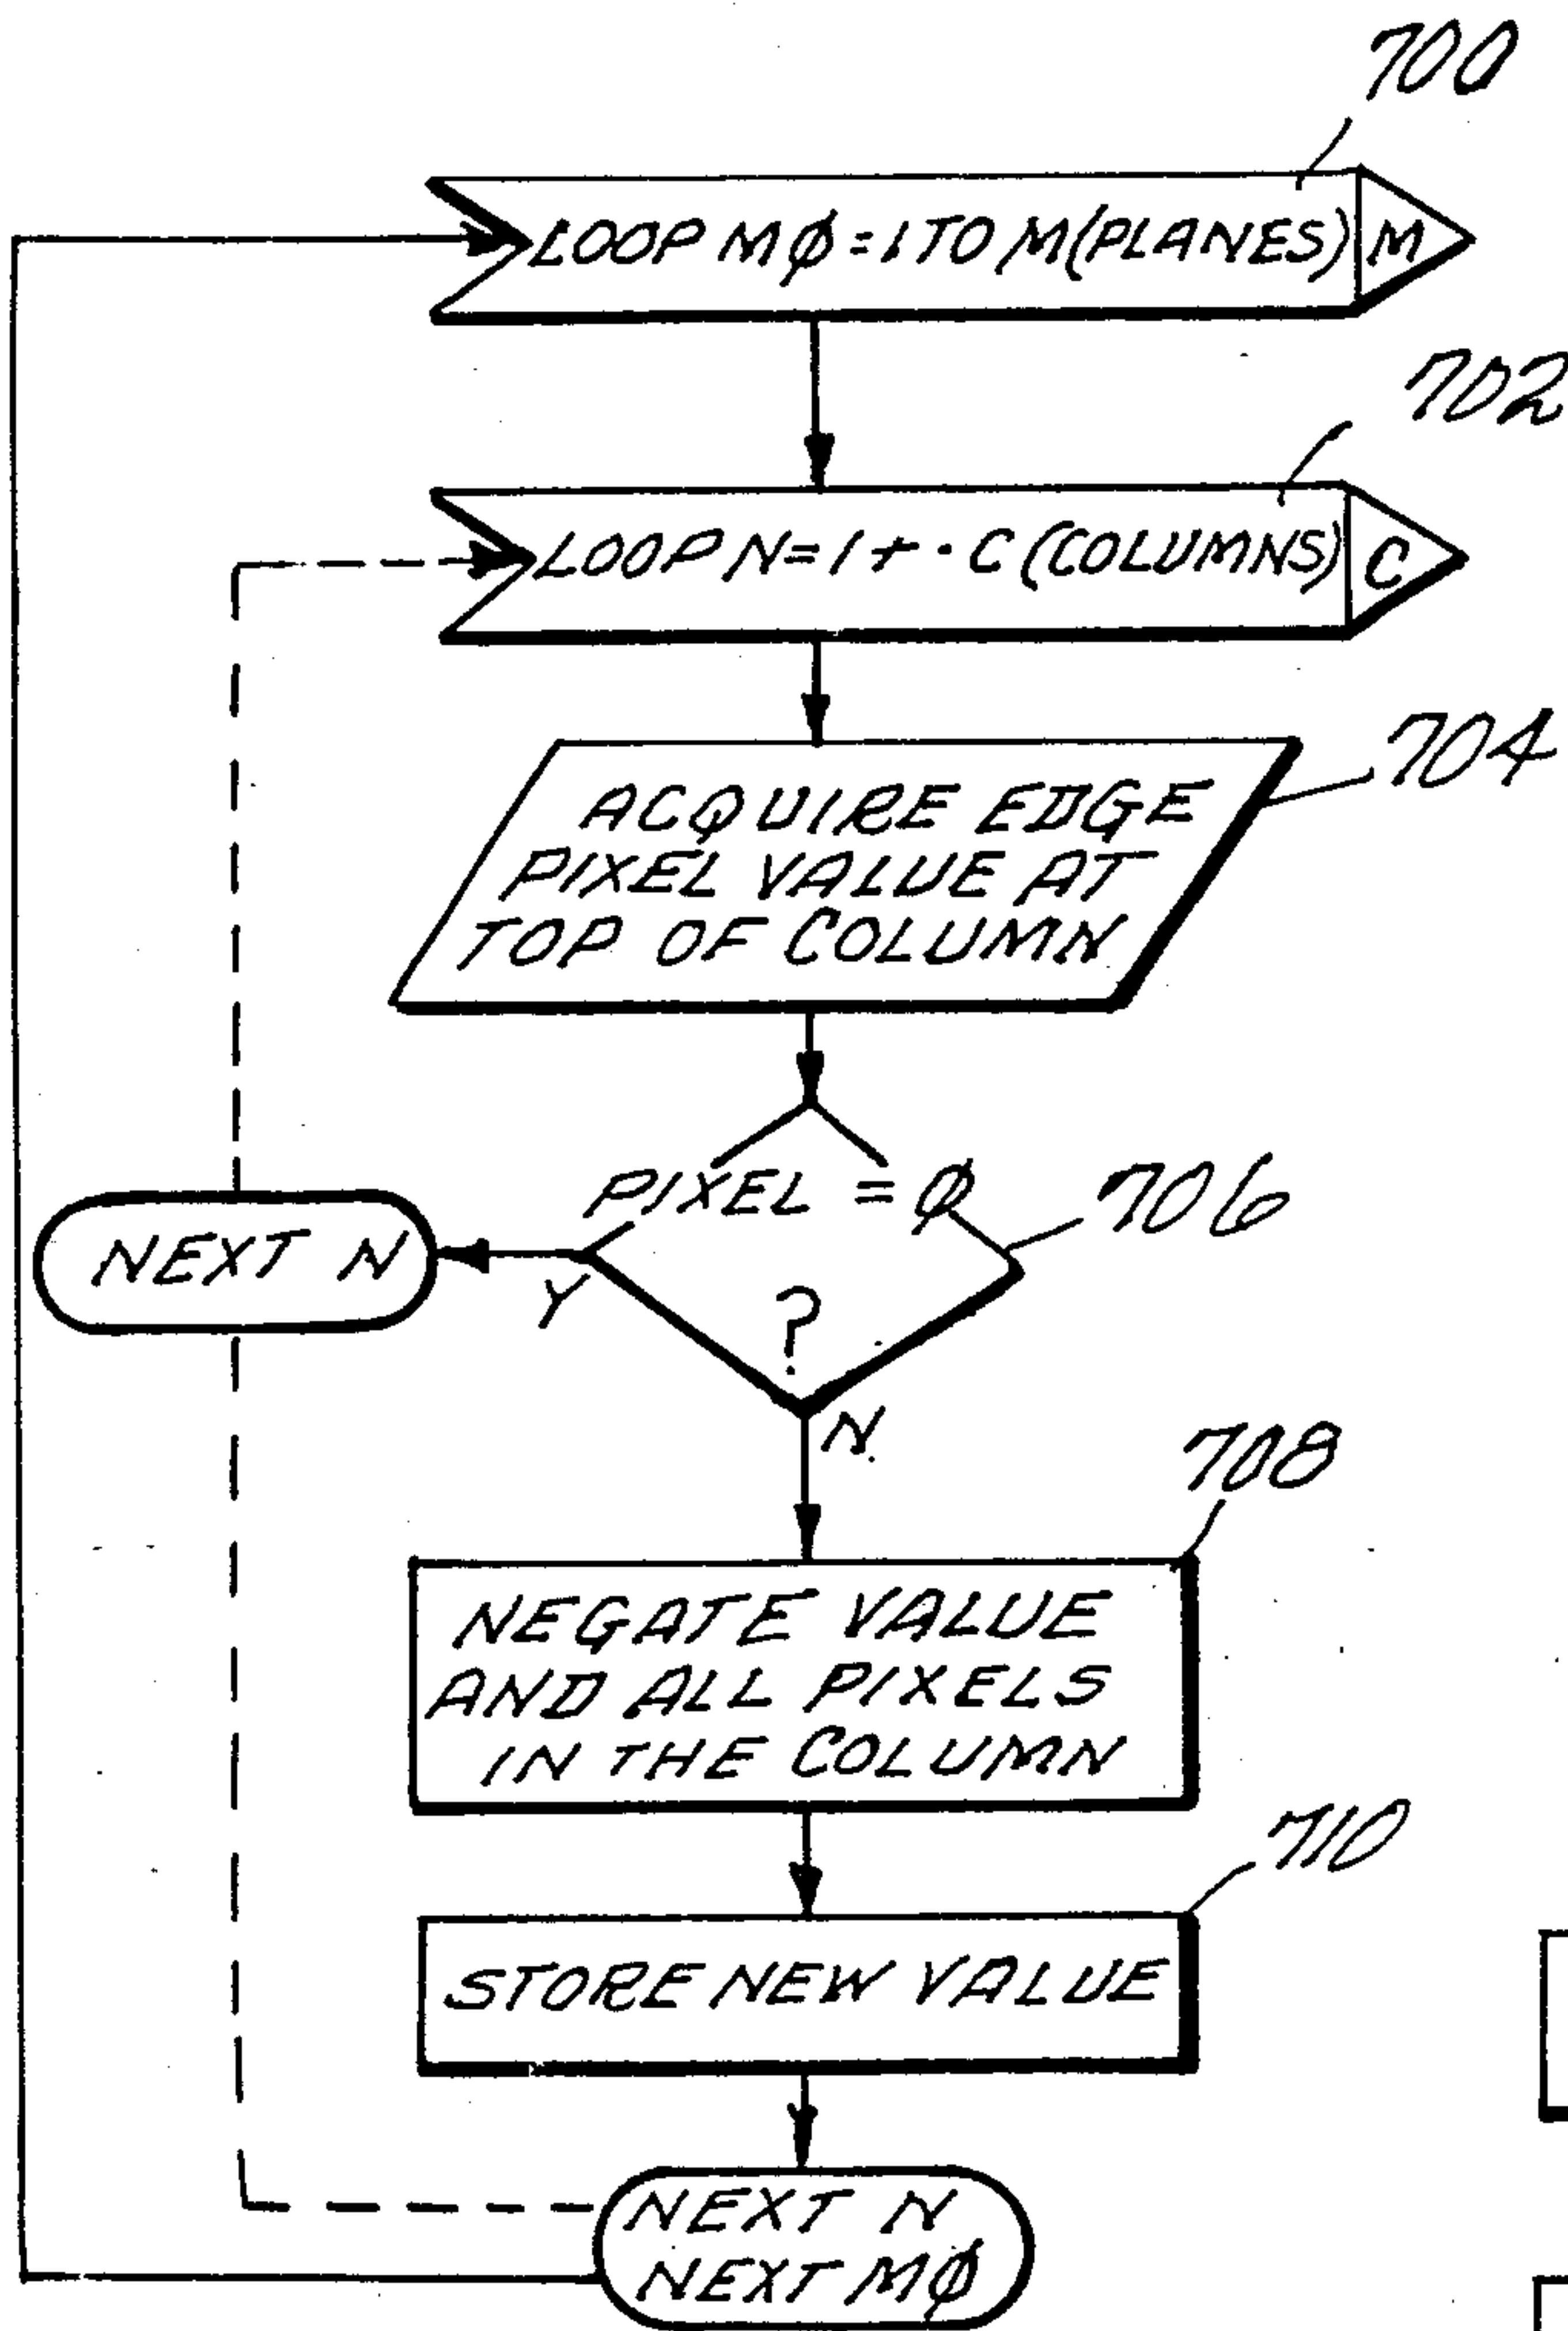 700
LOOP MØ=1 TO M(PLANES) M
702
LOOP N=1+·C (COLUMNS) C
704
ACQUIRE EDGE
PIXEL VALUE AT
TOP OF COLUMN
PIXEL = Ø
706
NEXT N
Y
?
N.
708
NEGATE VALUE
AND ALL PIXELS
IN THE COLUMN
710
STORE NEW VALUE
NEXT N
NEXT MØ